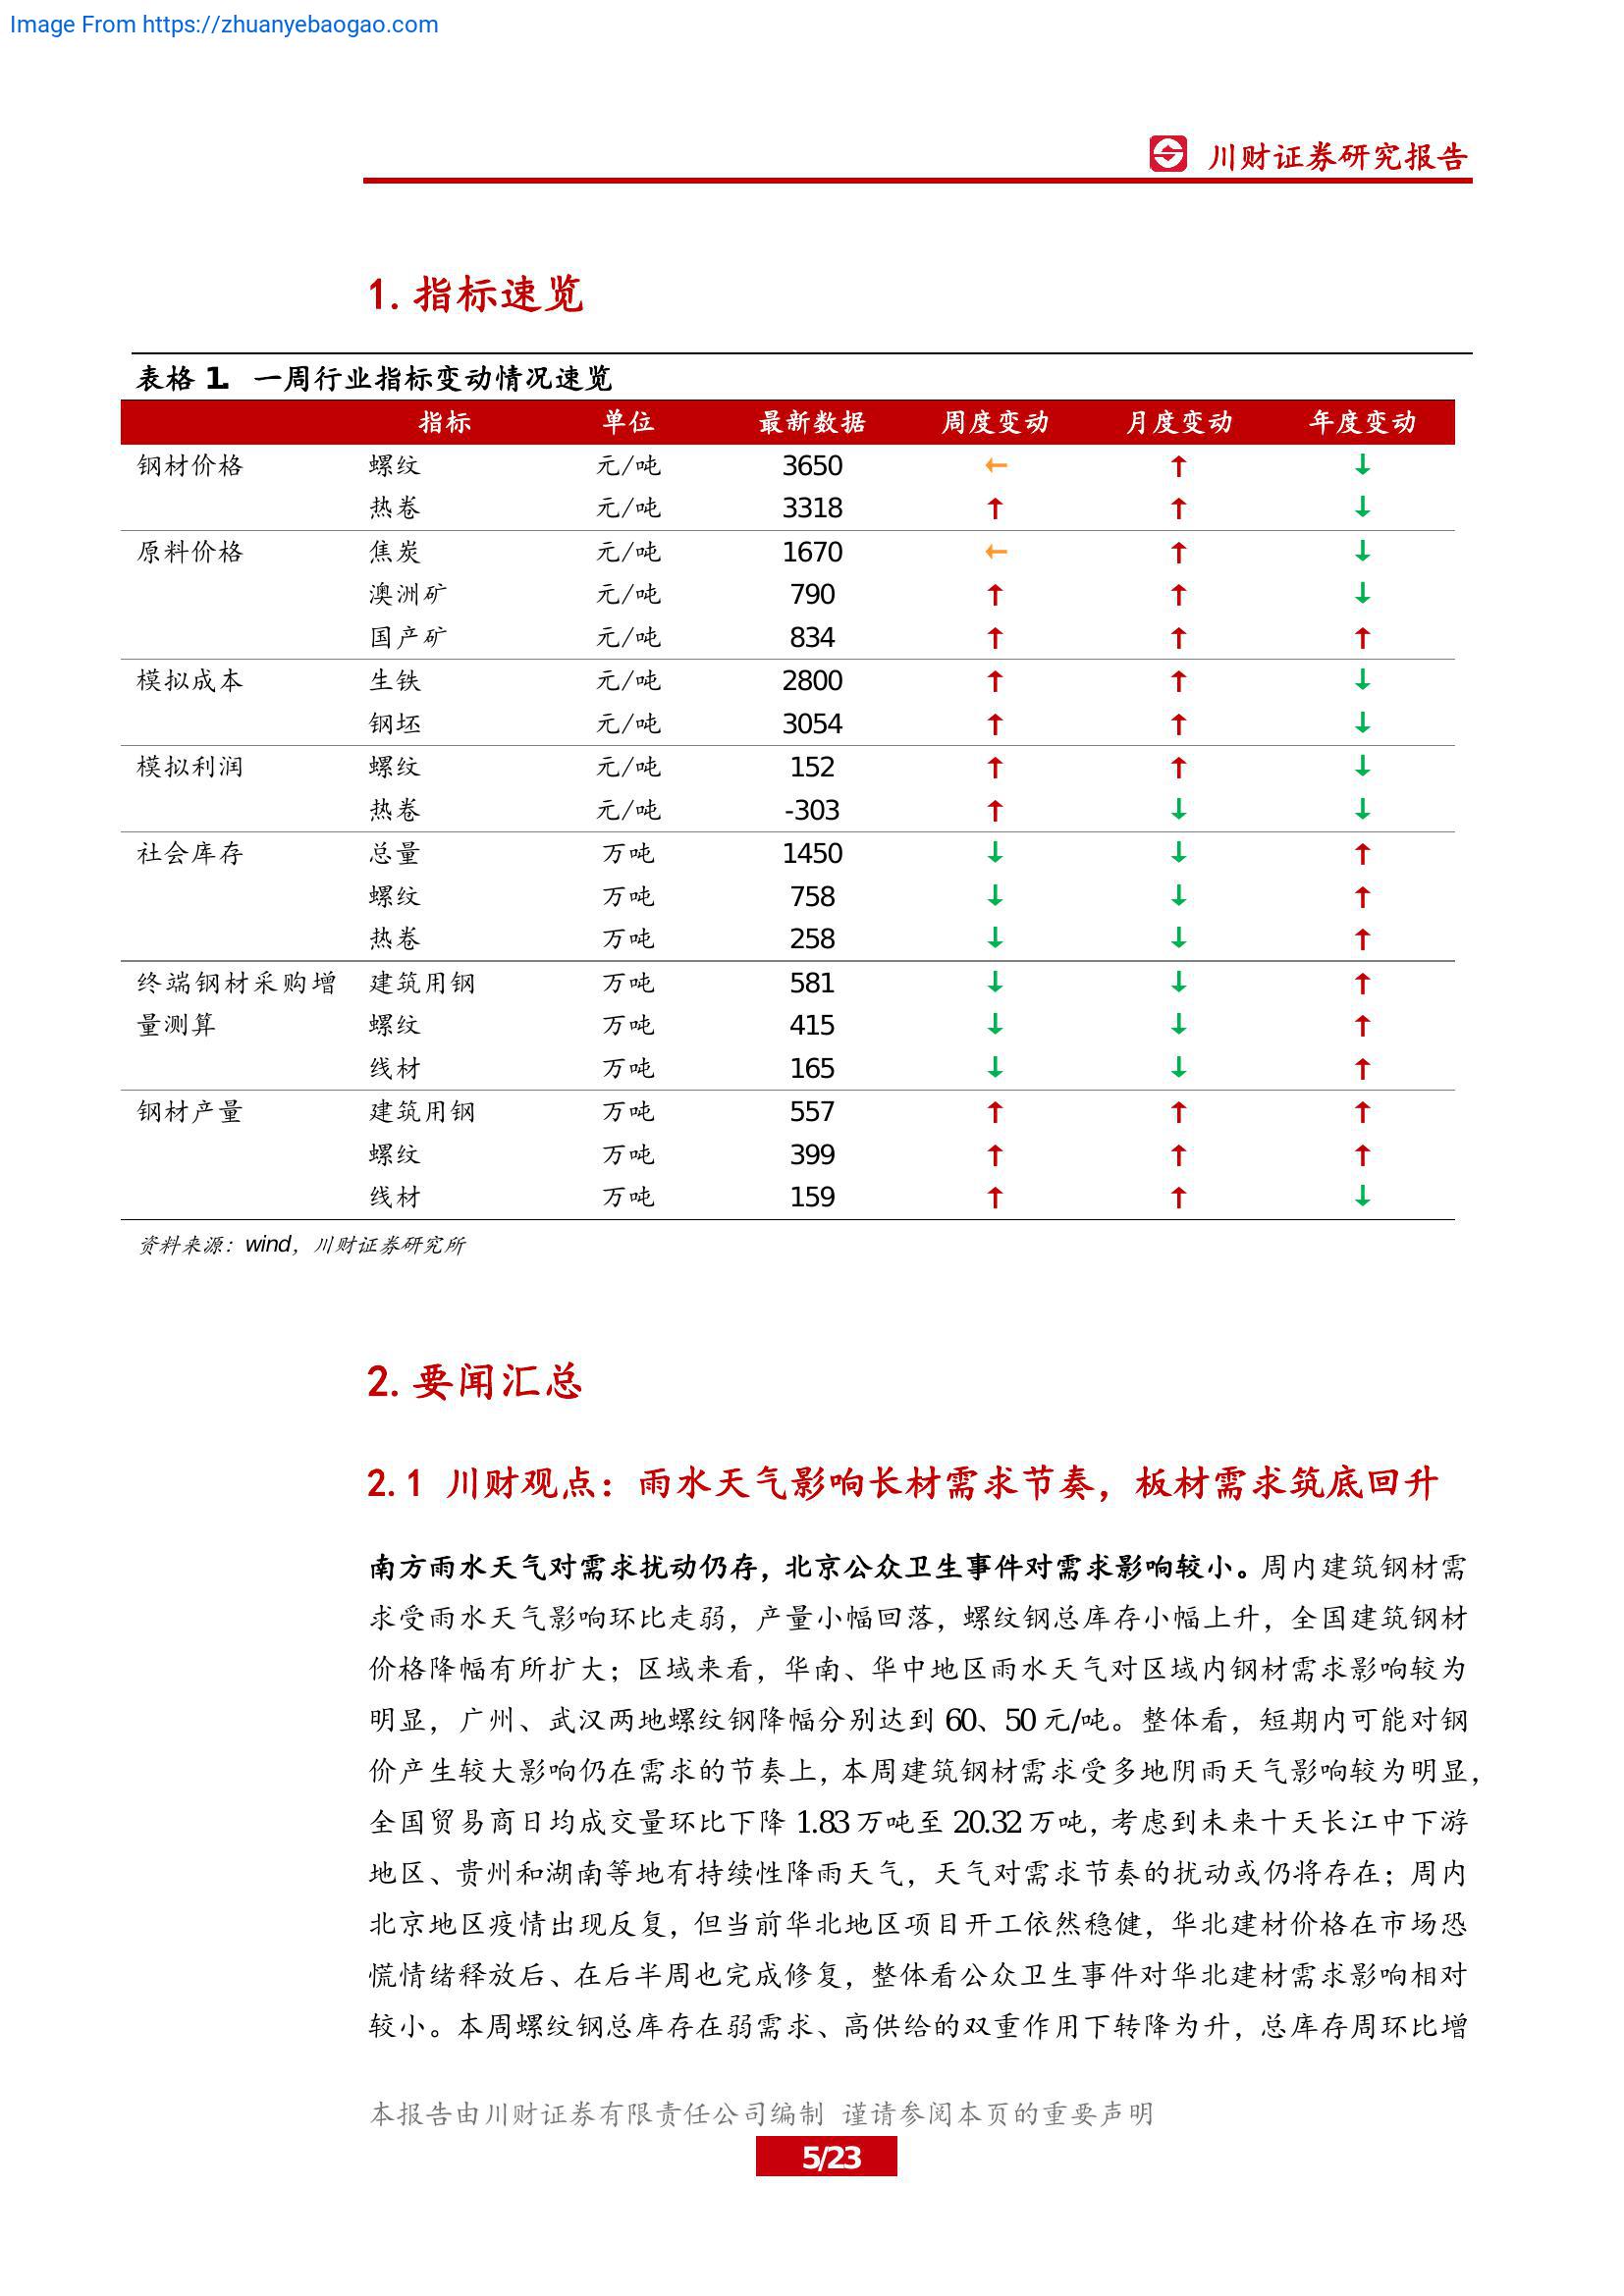 Image From https://zhuanyebaogao.com
川财证券研究报告
1.指标速览
表格 1. 一周行业指标变动情况速览
指标 单位 最新数据 周度变动 月度变动 年度变动
钢材价格 螺纹 元/吨 3650 ← ↑ ↓
热卷 元/吨 3318 ↑ ↑ ↓
原料价格 焦炭 元/吨 1670 ← ↑ ↓
澳洲矿 元/吨 790 ↑ ↑ ↓
国产矿 元/吨 834 ↑ ↑ ↑
模拟成本 生铁 元/吨 2800 ↑ ↑ ↓
钢坯 元/吨 3054 ↑ ↑ ↓
模拟利润 螺纹 元/吨 152 ↑ ↑ ↓
热卷 元/吨 -303 ↑ ↓ ↓
社会库存 总量 万吨 1450 ↓ ↓ ↑
螺纹 万吨 758 ↓ ↓ ↑
热卷 万吨 258 ↓ ↓ ↑
终端钢材采购增 建筑用钢 万吨 581 ↓ ↓ ↑
量测算 螺纹 万吨 415 ↓ ↓ ↑
线材 万吨 165 ↓ ↓ ↑
钢材产量 建筑用钢 万吨 557 ↑ ↑ ↑
螺纹 万吨 399 ↑ ↑ ↑
线材 万吨 159 ↑ ↑ ↓
资料来源：wind，川财证券研究所
2.要闻汇总
2.1 川财观点：雨水天气影响长材需求节奏，板材需求筑底回升
南方雨水天气对需求扰动仍存，北京公众卫生事件对需求影响较小。周内建筑钢材需
求受雨水天气影响环比走弱，产量小幅回落，螺纹钢总库存小幅上升，全国建筑钢材
价格降幅有所扩大；区域来看，华南、华中地区雨水天气对区域内钢材需求影响较为
明显，广州、武汉两地螺纹钢降幅分别达到 60、50 元/吨。整体看，短期内可能对钢
价产生较大影响仍在需求的节奏上，本周建筑钢材需求受多地阴雨天气影响较为明显，
全国贸易商日均成交量环比下降 1.83 万吨至 20.32 万吨，考虑到未来十天长江中下游
地区、贵州和湖南等地有持续性降雨天气，天气对需求节奏的扰动或仍将存在；周内
北京地区疫情出现反复，但当前华北地区项目开工依然稳健，华北建材价格在市场恐
慌情绪释放后、在后半周也完成修复，整体看公众卫生事件对华北建材需求影响相对
较小。本周螺纹钢总库存在弱需求、高供给的双重作用下转降为升，总库存周环比增
本报告由川财证券有限责任公司编制 谨请参阅本页的重要声明
5/23